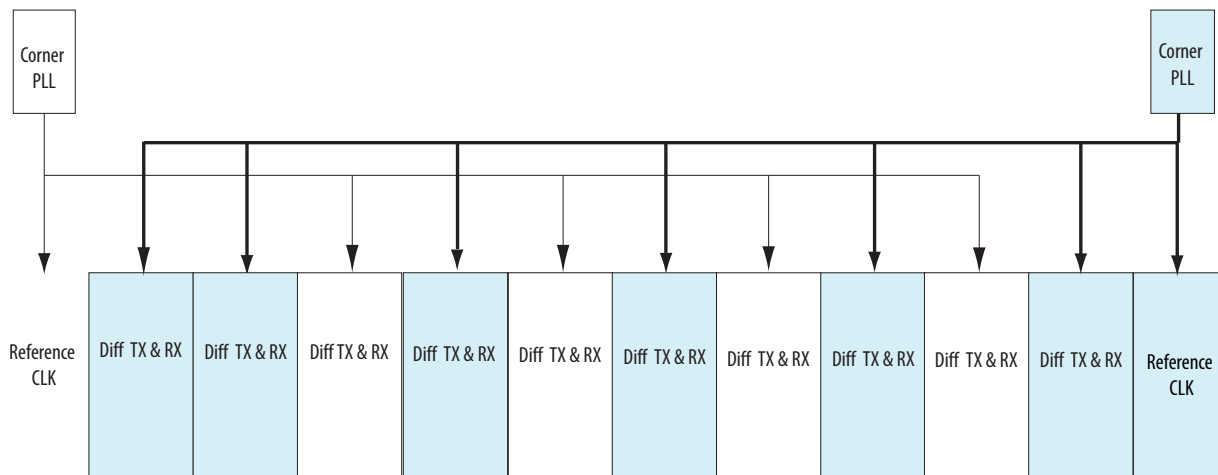 Corner
PLL
Corner
PLL
Reference
CLK
Diff TX & RX
Diff TX & RX
Diff TX & RX
Diff TX & RX
Diff TX & RX
Diff TX & RX
Diff TX & RX
Diff TX & RX
Diff TX & RX
Diff TX & RX
Reference
CLK